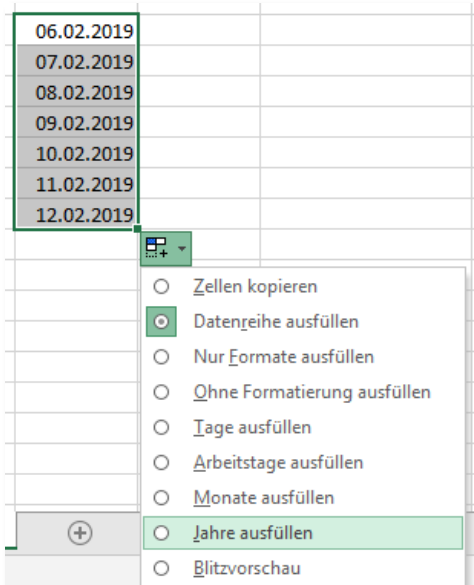 06.02.2019
07.02.2019
08.02.2019
09.02.2019
10.02.2019
11.02.2019
12.02.2019
Zellen kopieren
Datenreihe ausfüllen
Nur Formate ausfüllen
Ohne Formatierung ausfüllen
Tage ausfüllen
Arbeitstage ausfüllen
Monate ausfüllen
Jahre ausfüllen
Blitzvorschau